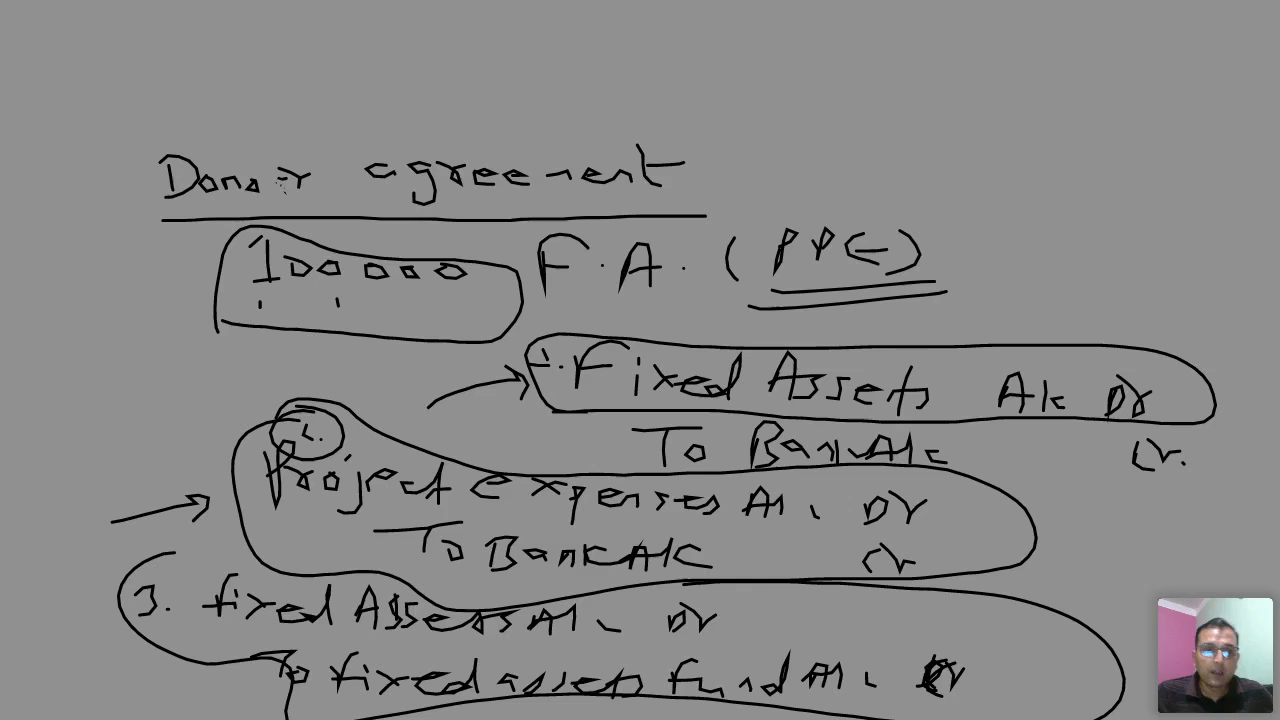 Donor agreement
100000 F.A. (PPE)
1. Fixed Assets A/c Dr
To Bank A/c Cr.
2.
Project expenses A/c. Dr
To Bank A/c Cr
3. fixed Assets A/c Dr
To fixed assets fund A/c. Cr